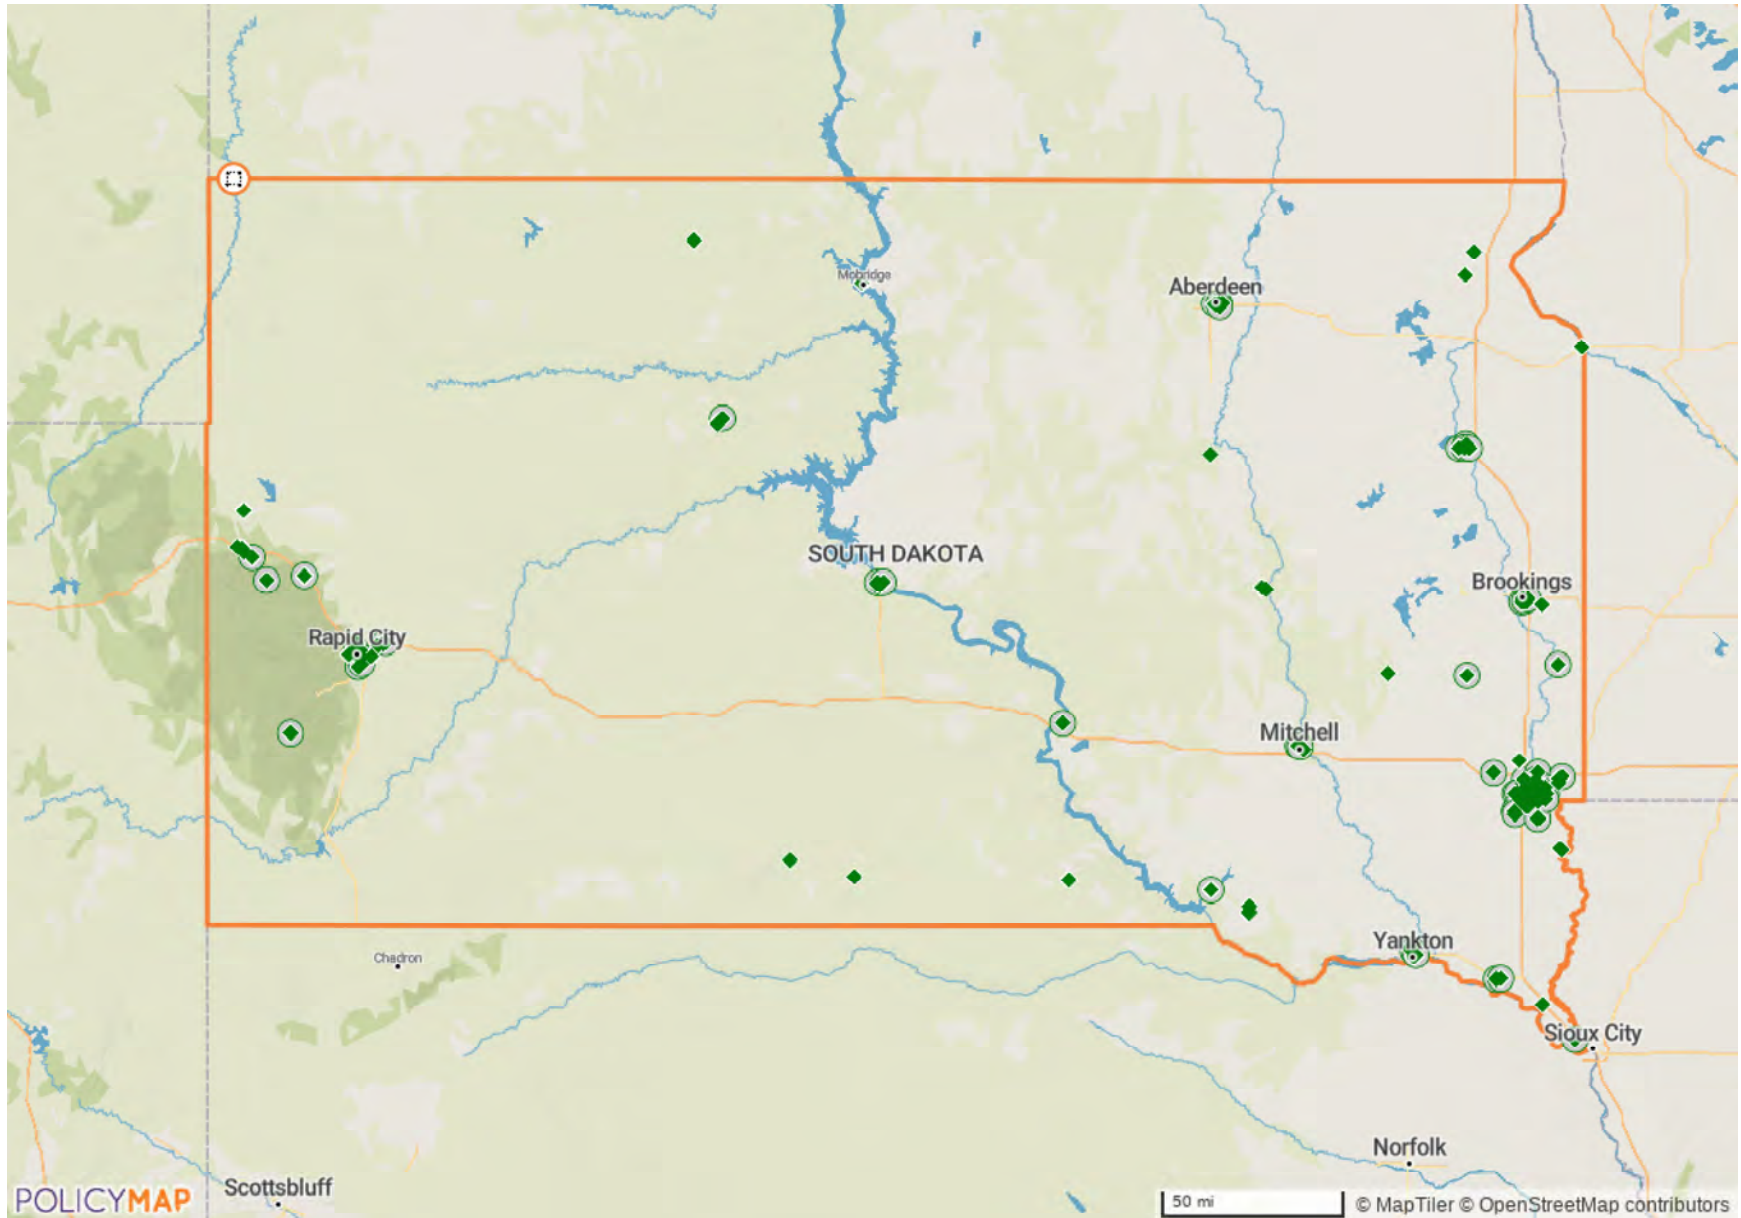 Mobridge
Aberdeen
SOUTH DAKOTA
Brookings
Rapid City
Mitchell
Yankton
Chadron
Sioux City
Norfolk
Scottsbluff
POLICYMAP
50 mi
© MapTiler © OpenStreetMap contributors